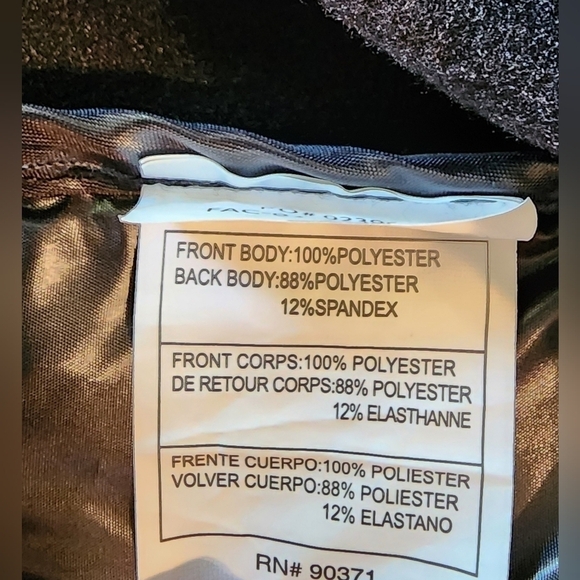 FRONT BODY:100%POLYESTER
BACK BODY:88%POLYESTER
12%SPANDEX
FRONT CORPS:100% POLYESTER
DE RETOUR CORPS:88% POLYESTER
12% ELASTHANNE
FRENTE CUERPO:100% POLIESTER
VOLVER CUERPO:88% POLIESTER
12% ELASTANO
RN# 90371